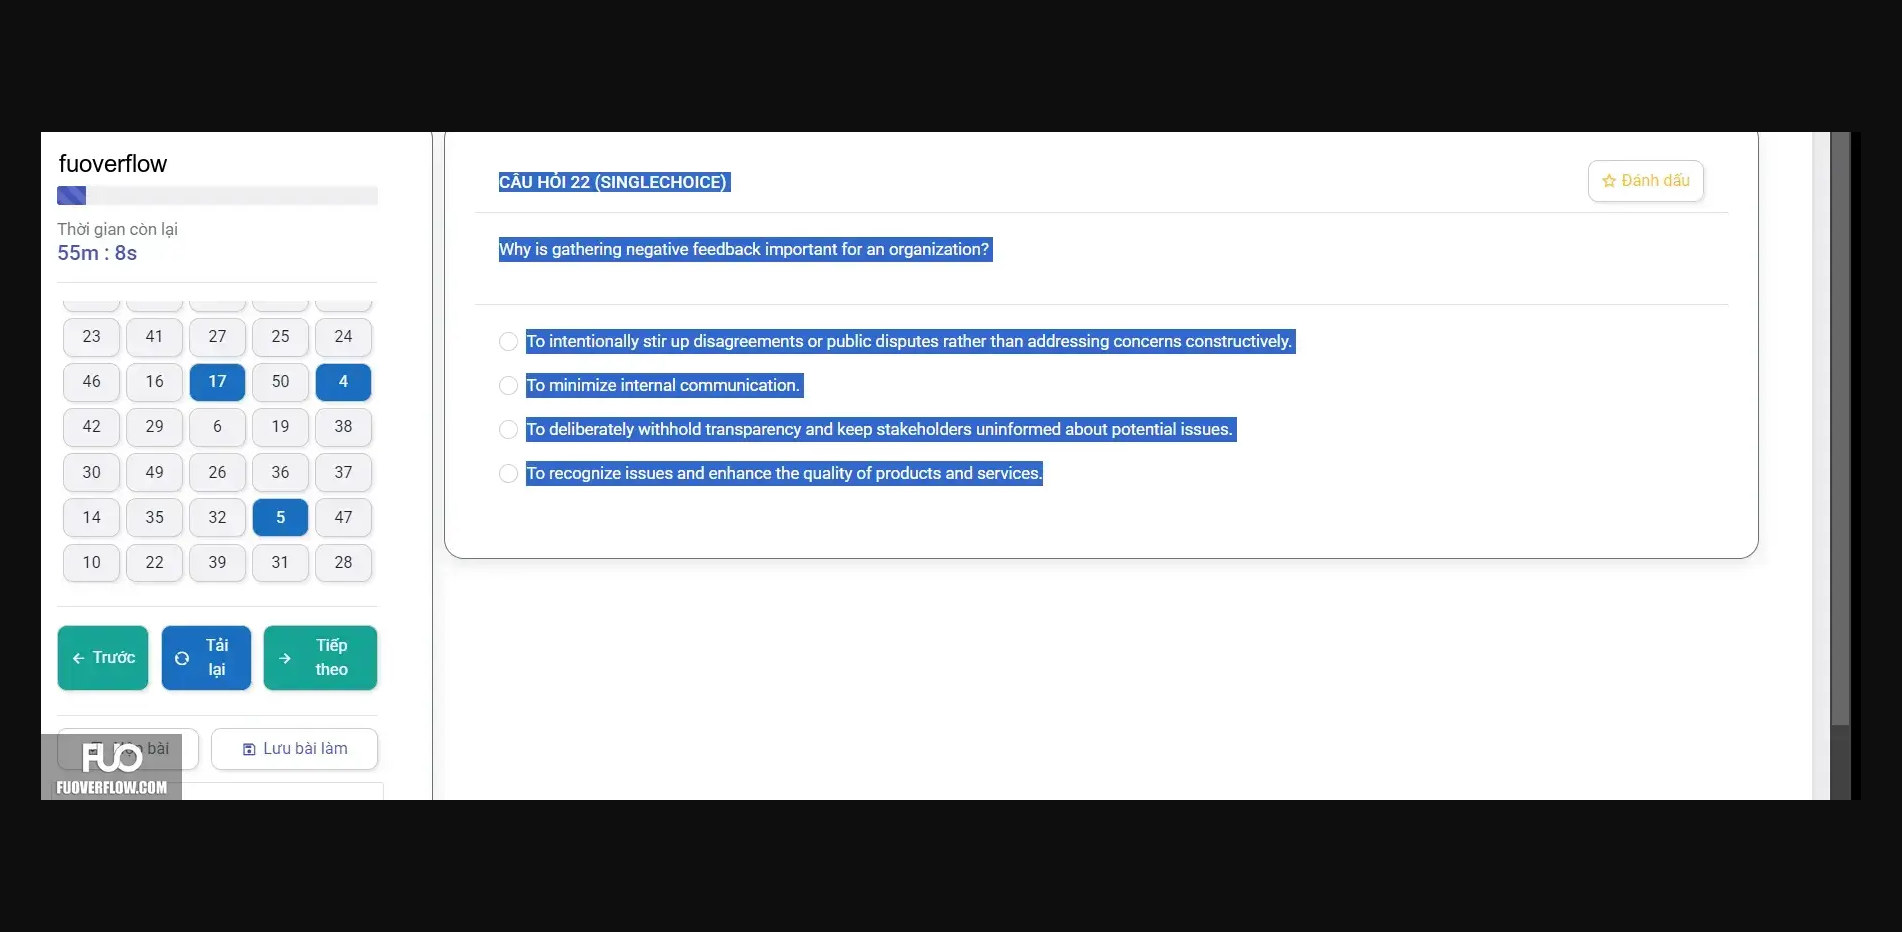 fuoverflow
Thời gian còn lại
55m : 8s
23 41 27 25 24
46 16 17 50 4
42 29 6 19 38
30 49 26 36 37
14 35 32 5 47
10 22 39 31 28
Trước
Tải lại
Tiếp theo
bài
Lưu bài làm
FUO
FUOVERFLOW.COM
CÂU HỎI 22 (SINGLECHOICE)
Đánh dấu
Why is gathering negative feedback important for an organization?
To intentionally stir up disagreements or public disputes rather than addressing concerns constructively.
To minimize internal communication.
To deliberately withhold transparency and keep stakeholders uninformed about potential issues.
To recognize issues and enhance the quality of products and services.